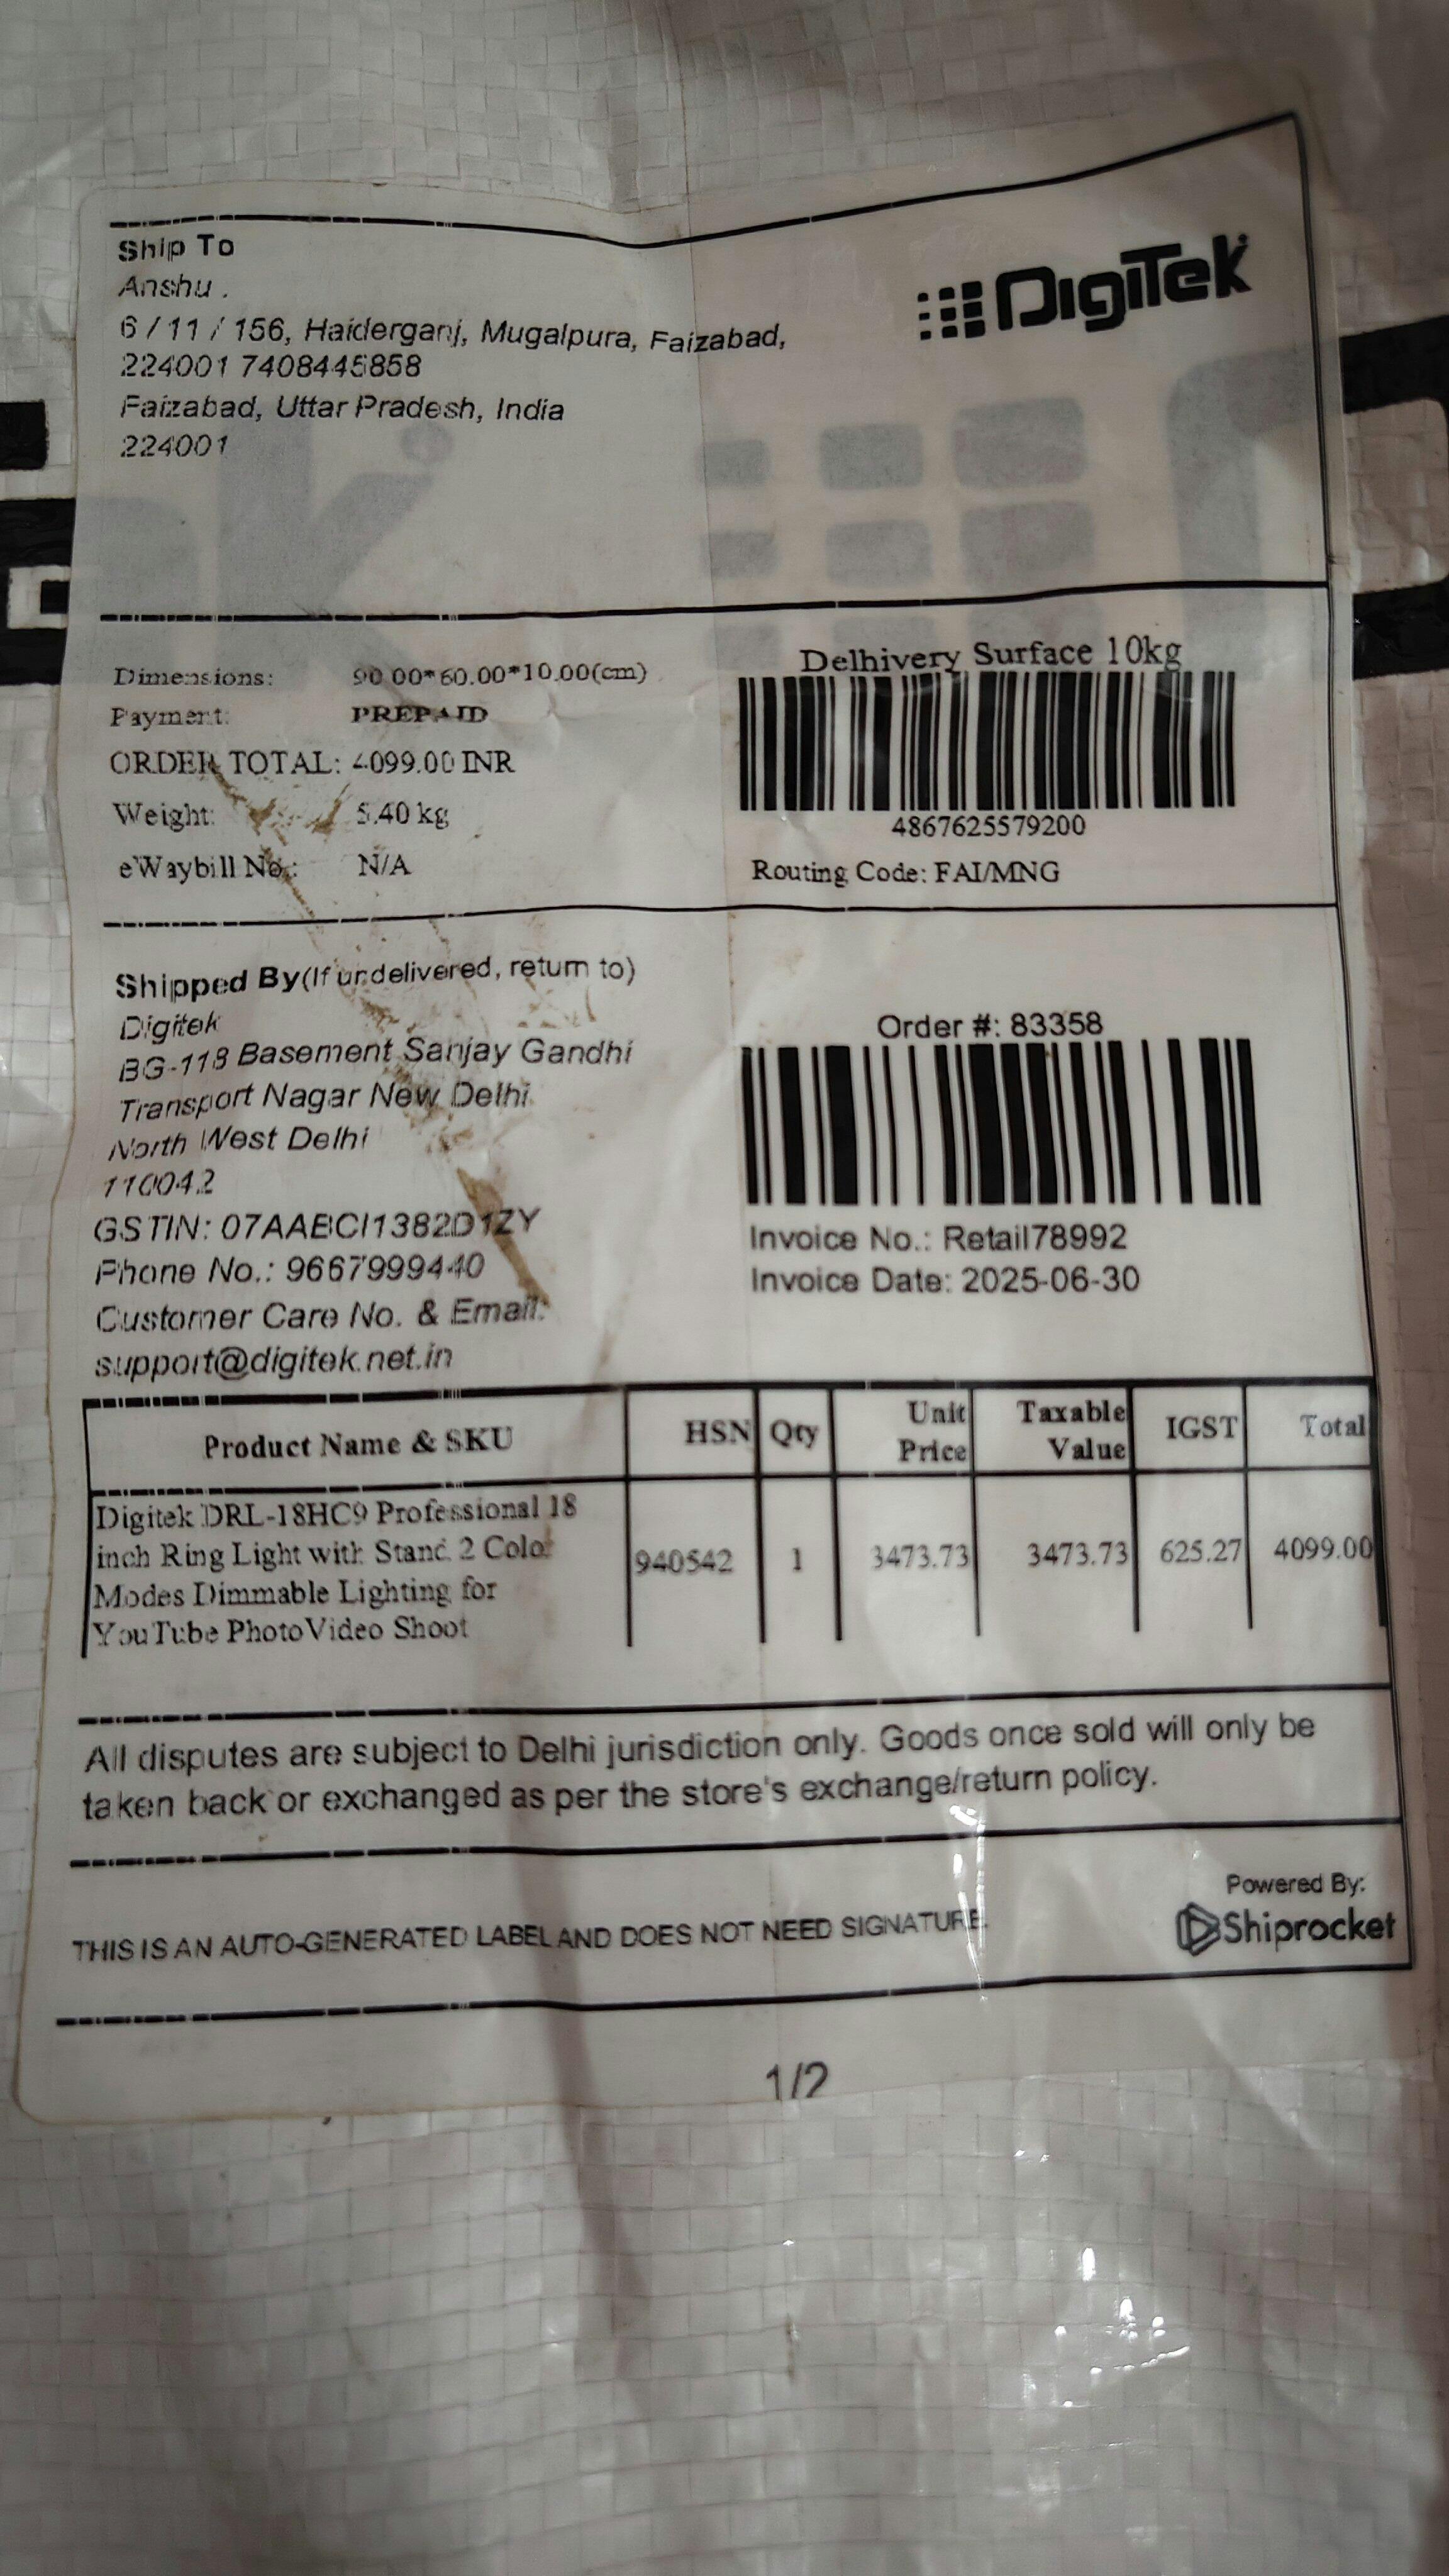 Ship To
Anshu .
6 / 11 / 156, Haiderganj, Mugalpura, Faizabad,
224001 7408445858
Faizabad, Uttar Pradesh, India
224001
DigiTek
Dimensions: 90.00*60.00*10.00(cm)
Payment: PREPAID
ORDER TOTAL: 4099.00 INR
Weight: 5.40 kg
eWaybill No.: N/A
Delhivery Surface 10kg
4867625579200
Routing Code: FAI/MNG
Shipped By(If undelivered, return to)
Digitek
BG-118 Basement Sanjay Gandhi
Transport Nagar New Delhi
North West Delhi
110042
GSTIN: 07AABCI1382D1ZY
Phone No.: 9667999440
Customer Care No. & Email:
support@digitek.net.in
Order #: 83358
Invoice No.: Retail78992
Invoice Date: 2025-06-30
Product Name & SKU HSN Qty Unit Price Taxable Value IGST Total
Digitek DRL-18HC9 Professional 18
inch Ring Light with Stand 2 Color
Modes Dimmable Lighting for
YouTube PhotoVideo Shoot
940542 1 3473.73 3473.73 625.27 4099.00
All disputes are subject to Delhi jurisdiction only. Goods once sold will only be
taken back or exchanged as per the store's exchange/return policy.
THIS IS AN AUTO-GENERATED LABEL AND DOES NOT NEED SIGNATURE.
Powered By:
Shiprocket
1/2